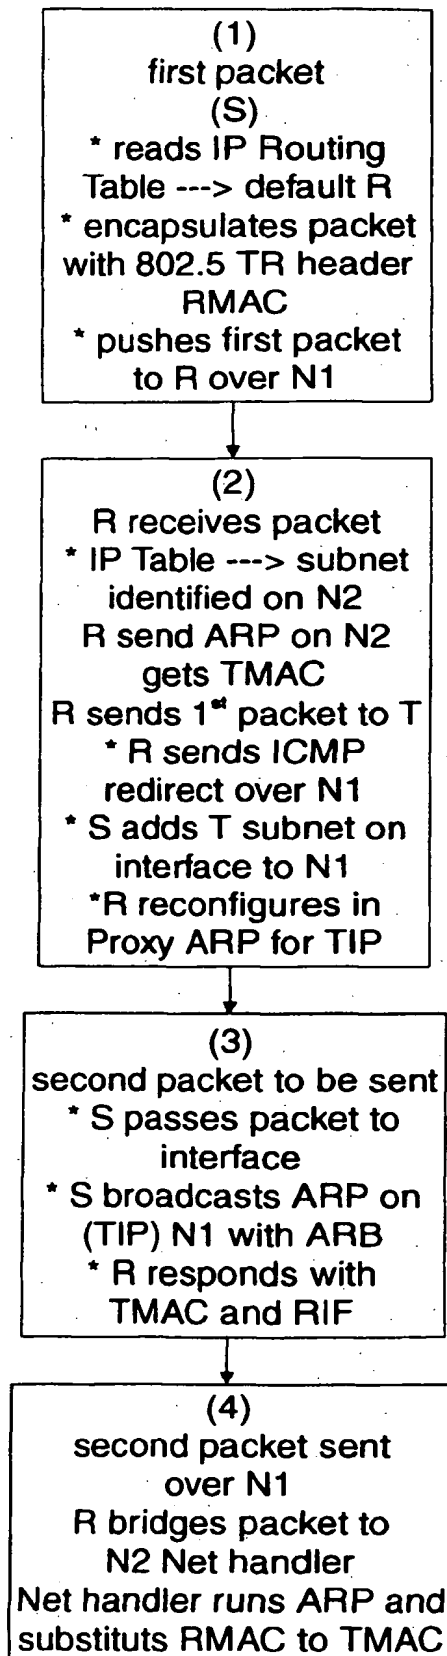 (1)
first packet
(S)
* reads IP Routing
Table ---> default R
* encapsulates packet
with 802.5 TR header
RMAC
* pushes first packet
to R over N1
(2)
R receives packet
* IP Table ---> subnet
identified on N2
R send ARP on N2
gets TMAC
R sends 1st packet to T
* R sends ICMP
redirect over N1
* S adds T subnet on
interface to N1
*R reconfigures in
Proxy ARP for TIP
(3)
second packet to be sent
* S passes packet to
interface
* S broadcasts ARP on
(TIP) N1 with ARB
* R responds with
TMAC and RIF
(4)
second packet sent
over N1
R bridges packet to
N2 Net handler
Net handler runs ARP and
substituts RMAC to TMAC